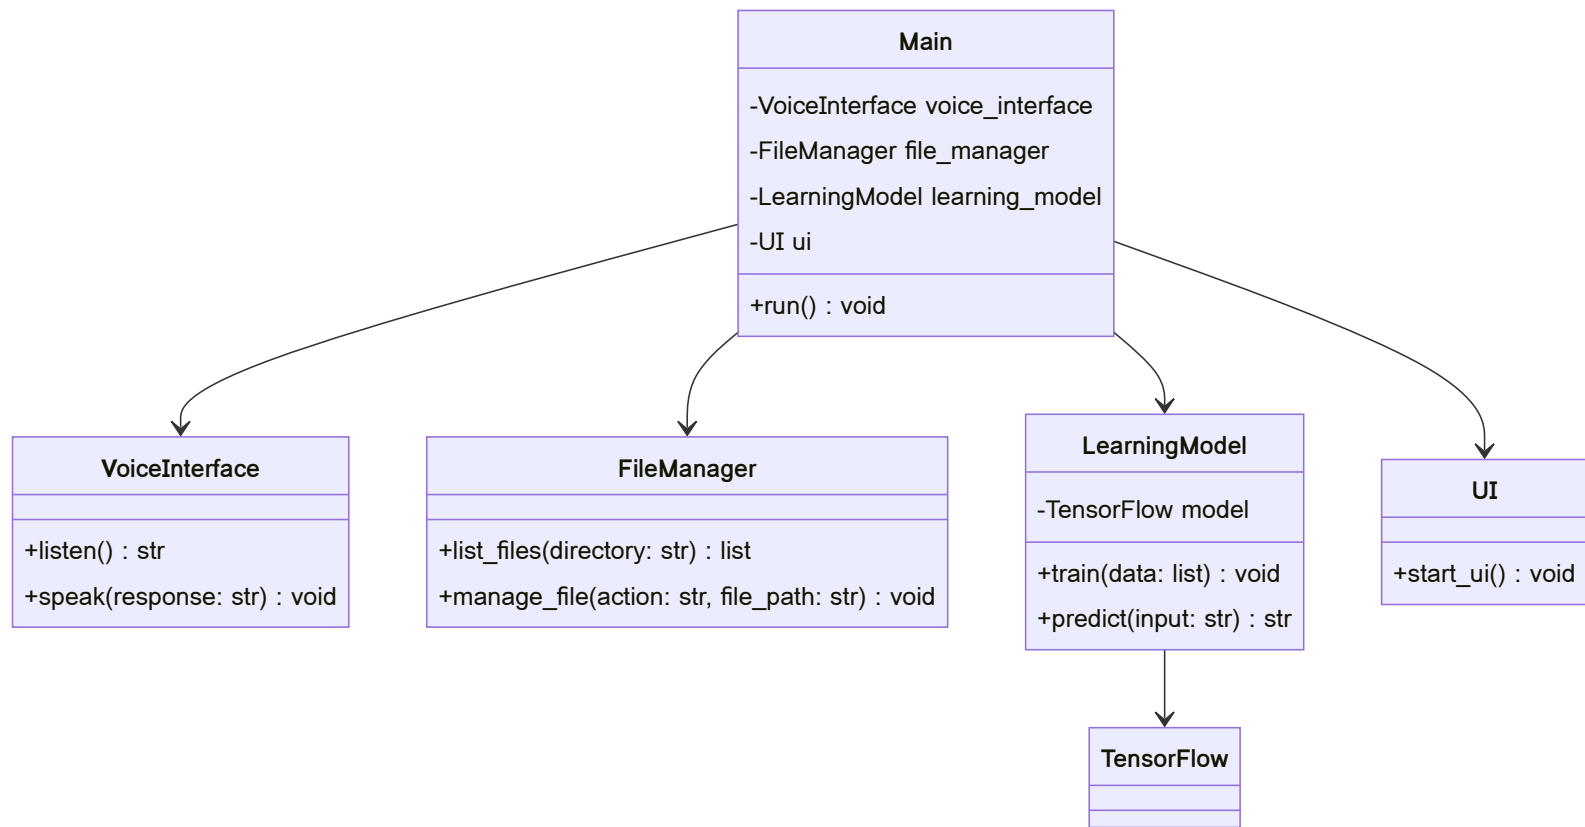 Main
-VoiceInterface voice_interface
-FileManager file_manager
-LearningModel learning_model
-UI ui
+run() : void
VoiceInterface
+listen() : str
+speak(response: str) : void
FileManager
+list_files(directory: str) : list
+manage_file(action: str, file_path: str) : void
LearningModel
-TensorFlow model
+train(data: list) : void
+predict(input: str) : str
UI
+start_ui() : void
TensorFlow